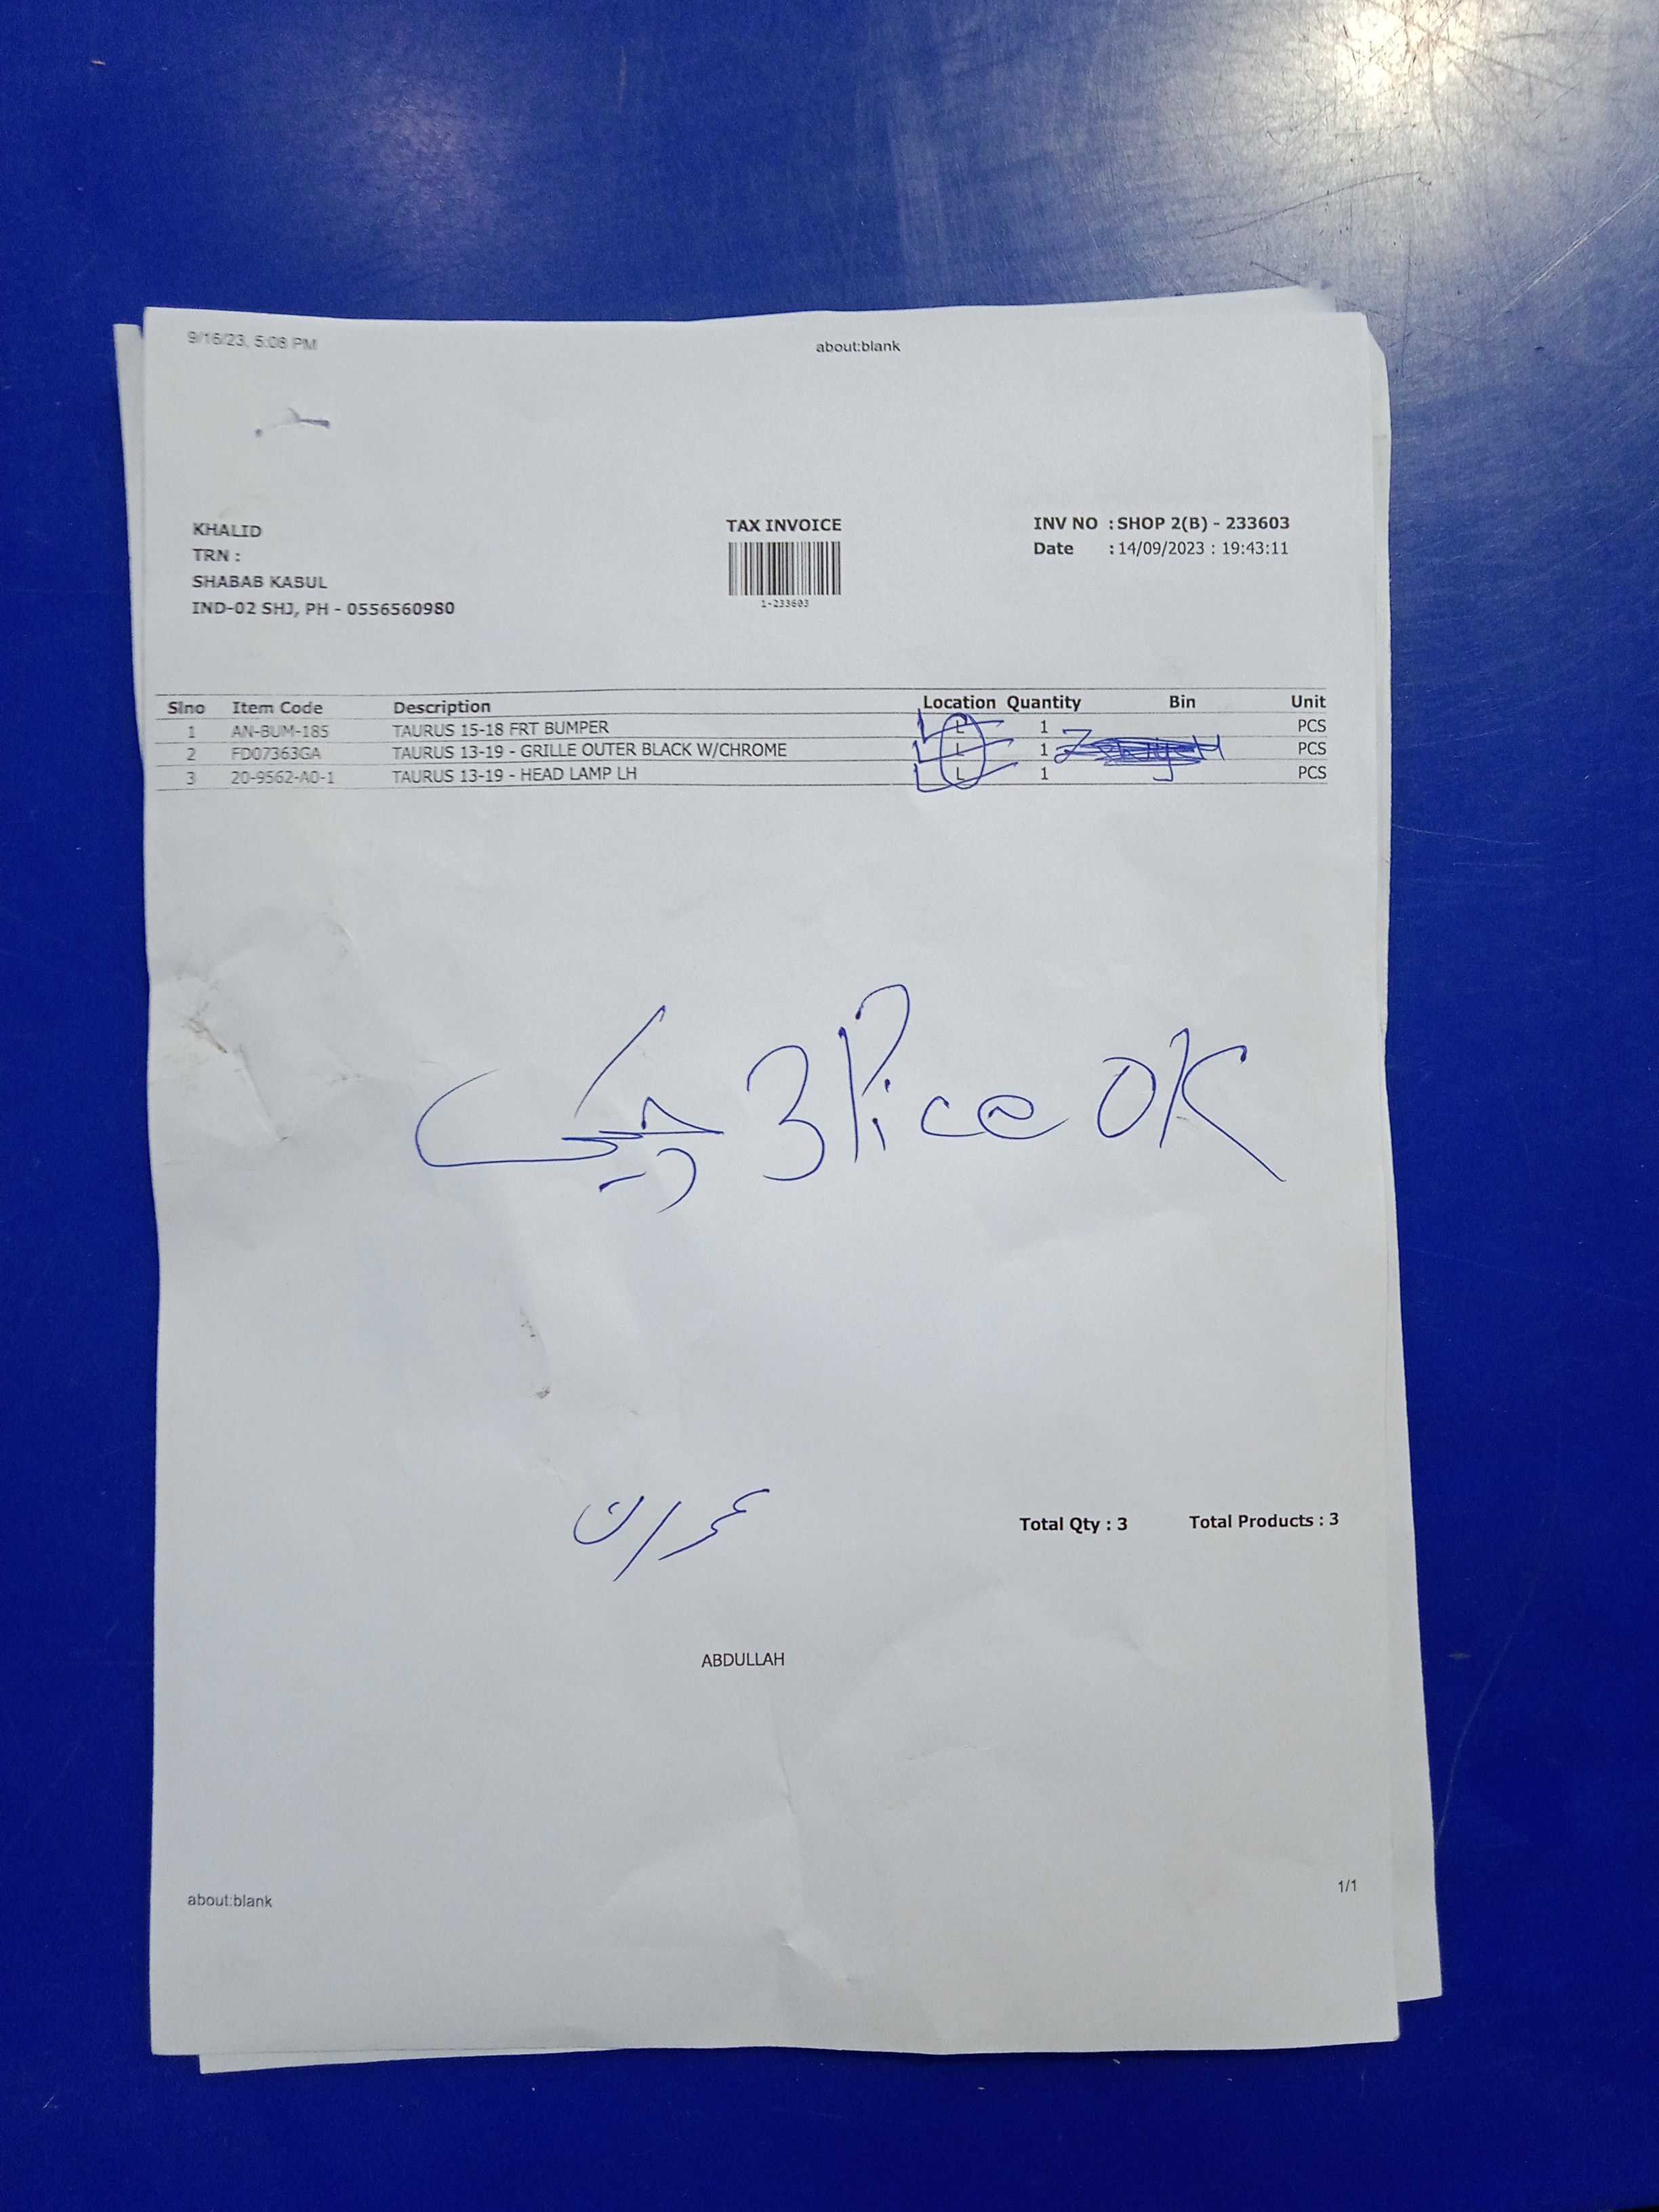 9/16/23, 5:08 PM about:blank
KHALID
TRN :
SHABAB KABUL
IND-02 SHJ, PH - 0556560980
TAX INVOICE
1-233603
INV NO : SHOP 2(B) - 233603
Date : 14/09/2023 : 19:43:11
Slno Item Code Description Location Quantity Bin Unit
1 AN-BUM-185 TAURUS 15-18 FRT BUMPER L 1 PCS
2 FD07363GA TAURUS 13-19 - GRILLE OUTER BLACK W/CHROME L 1 PCS
3 20-9562-A0-1 TAURUS 13-19 - HEAD LAMP LH L 1 PCS
3 Pice OK
عمران
Total Qty : 3 Total Products : 3
ABDULLAH
about:blank 1/1